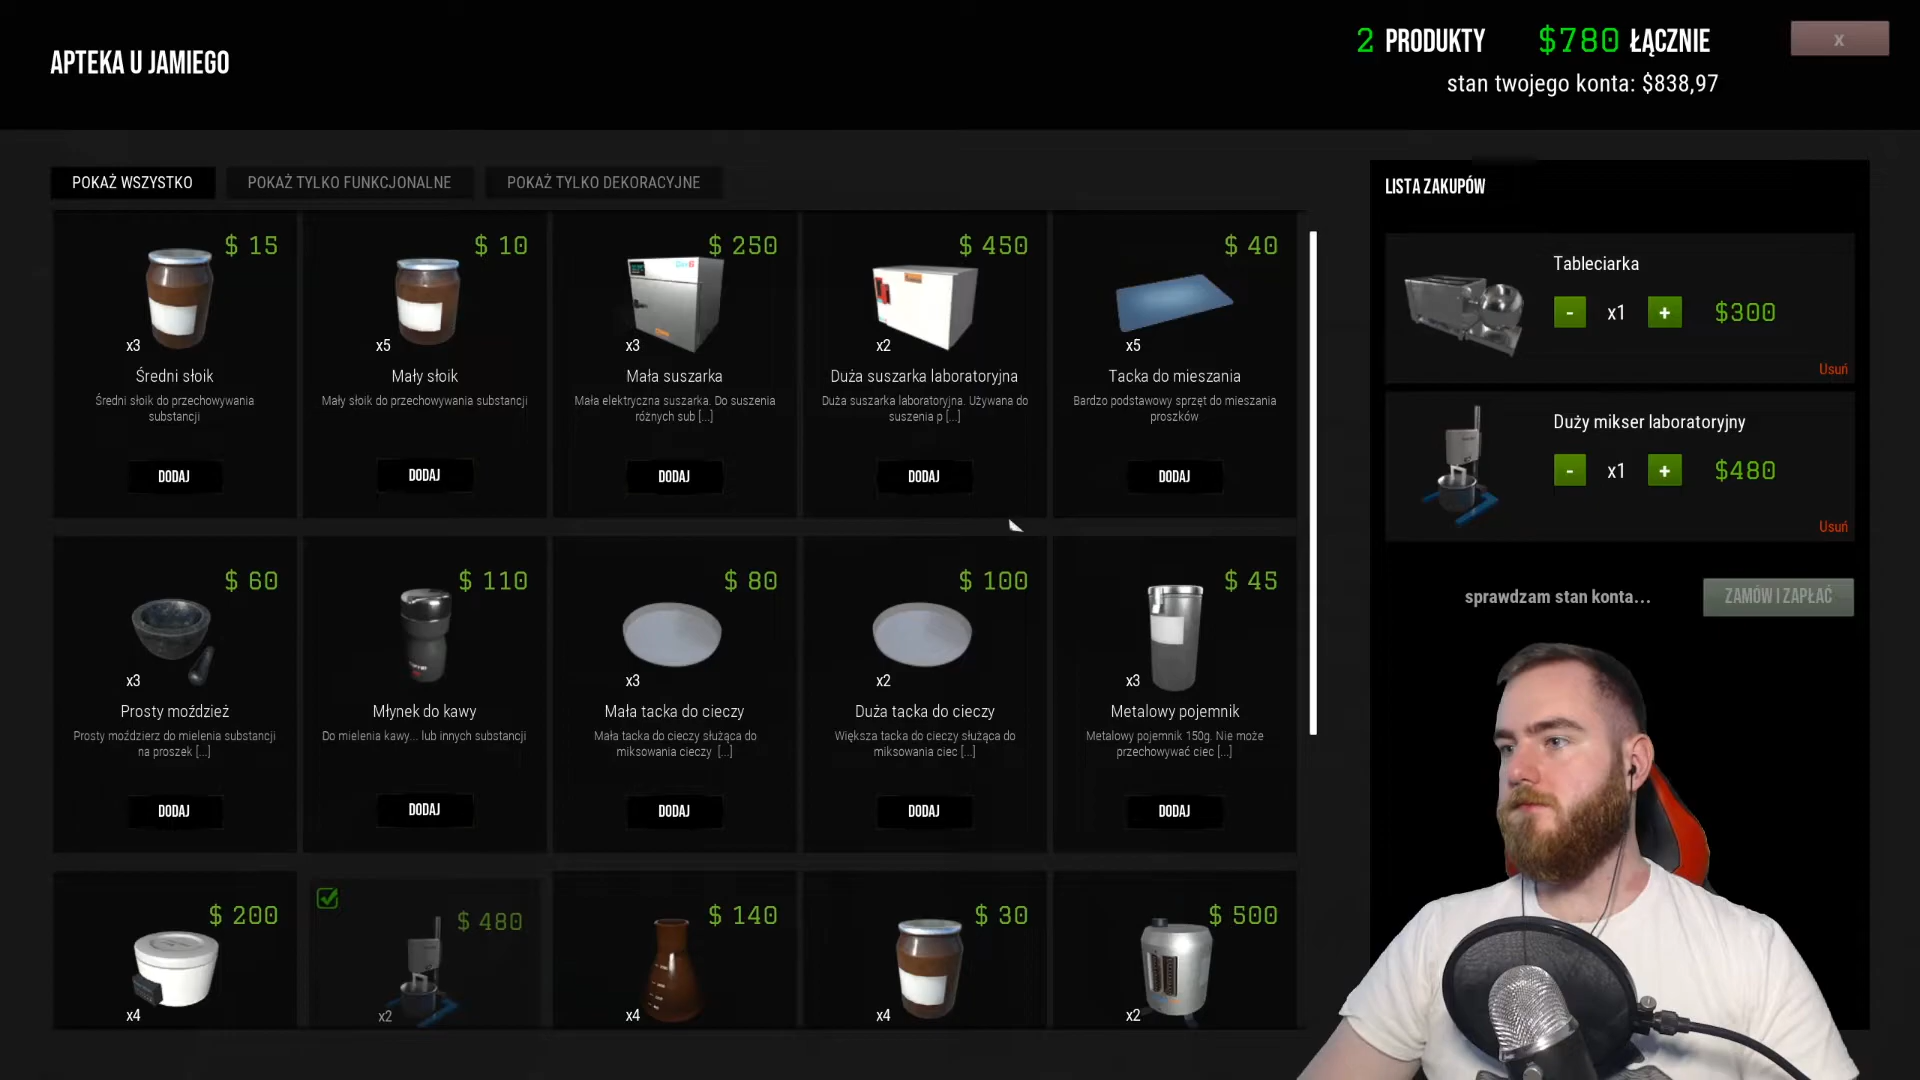 APTEKA U JAMIEGO
2 PRODUKTY $780 ŁĄCZNIE
stan twojego konta: $838,97
x
POKAŻ WSZYSTKO
POKAŻ TYLKO FUNKCJONALNE
POKAŻ TYLKO DEKORACYJNE
$ 15
x3
Średni słoik
Średni słoik do przechowywania
substancji
DODAJ
$ 10
x5
Mały słoik
Mały słoik do przechowywania substancji
DODAJ
$ 250
x3
Mała suszarka
Mała elektryczna suszarka. Do suszenia
różnych sub [...]
DODAJ
$ 450
x2
Duża suszarka laboratoryjna
Duża suszarka laboratoryjna. Używana do
suszenia p [...]
DODAJ
$ 40
x5
Tacka do mieszania
Bardzo podstawowy sprzęt do mieszania
proszków
DODAJ
$ 60
x3
Prosty moździeż
Prosty moździerz do mielenia substancji
na proszek [...]
DODAJ
$ 110
Młynek do kawy
Do mielenia kawy... lub innych substancji
DODAJ
$ 80
x3
Mała tacka do cieczy
Mała tacka do cieczy służąca do
miksowania cieczy [...]
DODAJ
$ 100
x2
Duża tacka do cieczy
Większa tacka do cieczy służąca do
miksowania ciec [...]
DODAJ
$ 45
x3
Metalowy pojemnik
Metalowy pojemnik 150g. Nie może
przechowywać ciec [...]
DODAJ
$ 200
x4
$ 480
x2
$ 140
x4
$ 30
x4
$ 500
x2
LISTA ZAKUPÓW
Tableciarka
- x1 + $300
Usuń
Duży mikser laboratoryjny
- x1 + $480
Usuń
sprawdzam stan konta...
ZAMÓW I ZAPŁAĆ